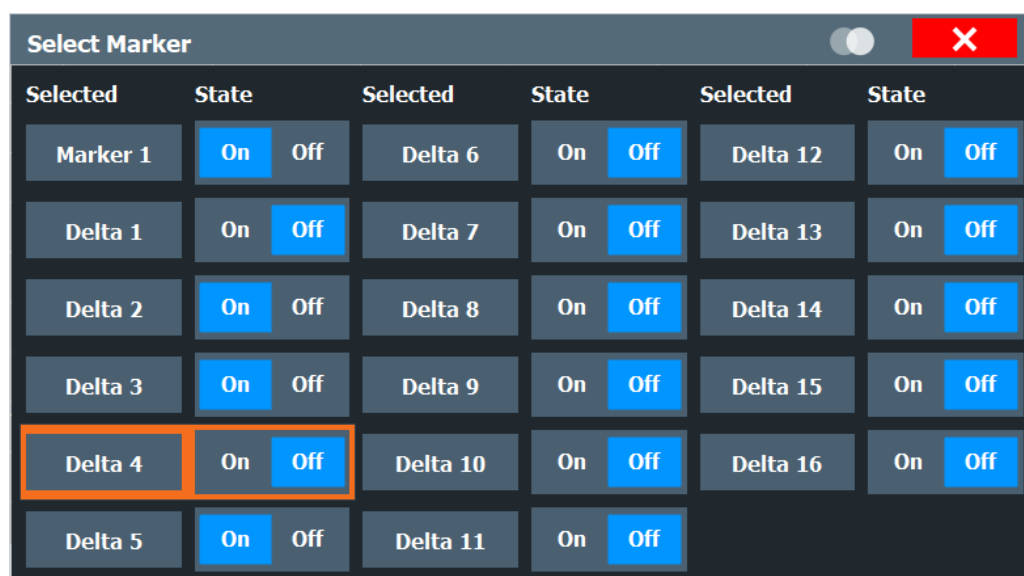 Select Marker
Selected State Selected State Selected State
Marker 1 On Off Delta 6 On Off Delta 12 On Off
Delta 1 On Off Delta 7 On Off Delta 13 On Off
Delta 2 On Off Delta 8 On Off Delta 14 On Off
Delta 3 On Off Delta 9 On Off Delta 15 On Off
Delta 4 On Off Delta 10 On Off Delta 16 On Off
Delta 5 On Off Delta 11 On Off